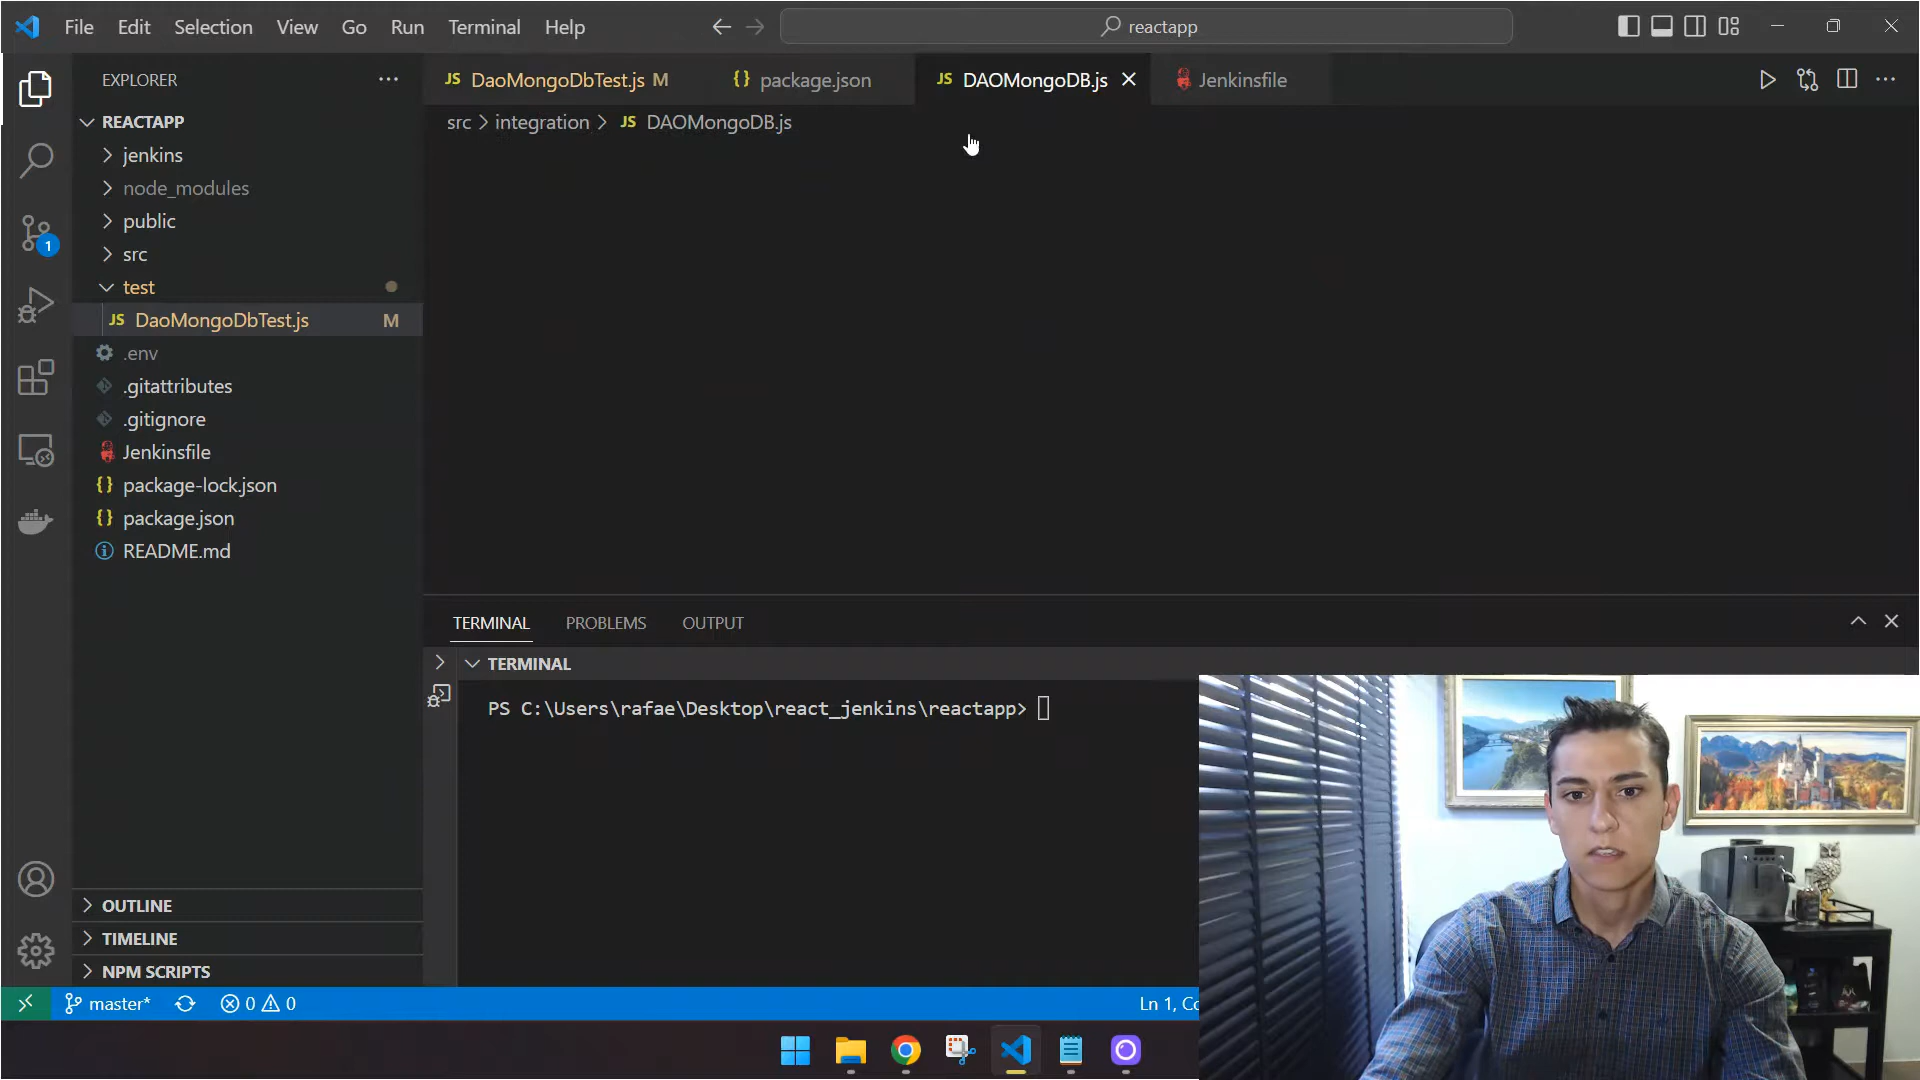 File Edit Selection View Go Run Terminal Help
reactapp
EXPLORER
DaoMongoDbTest.js M
package.json
DAOMongoDB.js
Jenkinsfile
src > integration > JS DAOMongoDB.js
REACTAPP
jenkins
node_modules
public
src
test
JS DaoMongoDbTest.js M
.env
.gitattributes
.gitignore
Jenkinsfile
package-lock.json
package.json
README.md
1
TERMINAL PROBLEMS OUTPUT
TERMINAL
PS C:\Users\rafae\Desktop\react_jenkins\reactapp>
OUTLINE
TIMELINE
NPM SCRIPTS
master* 0 0
Ln 1, Co